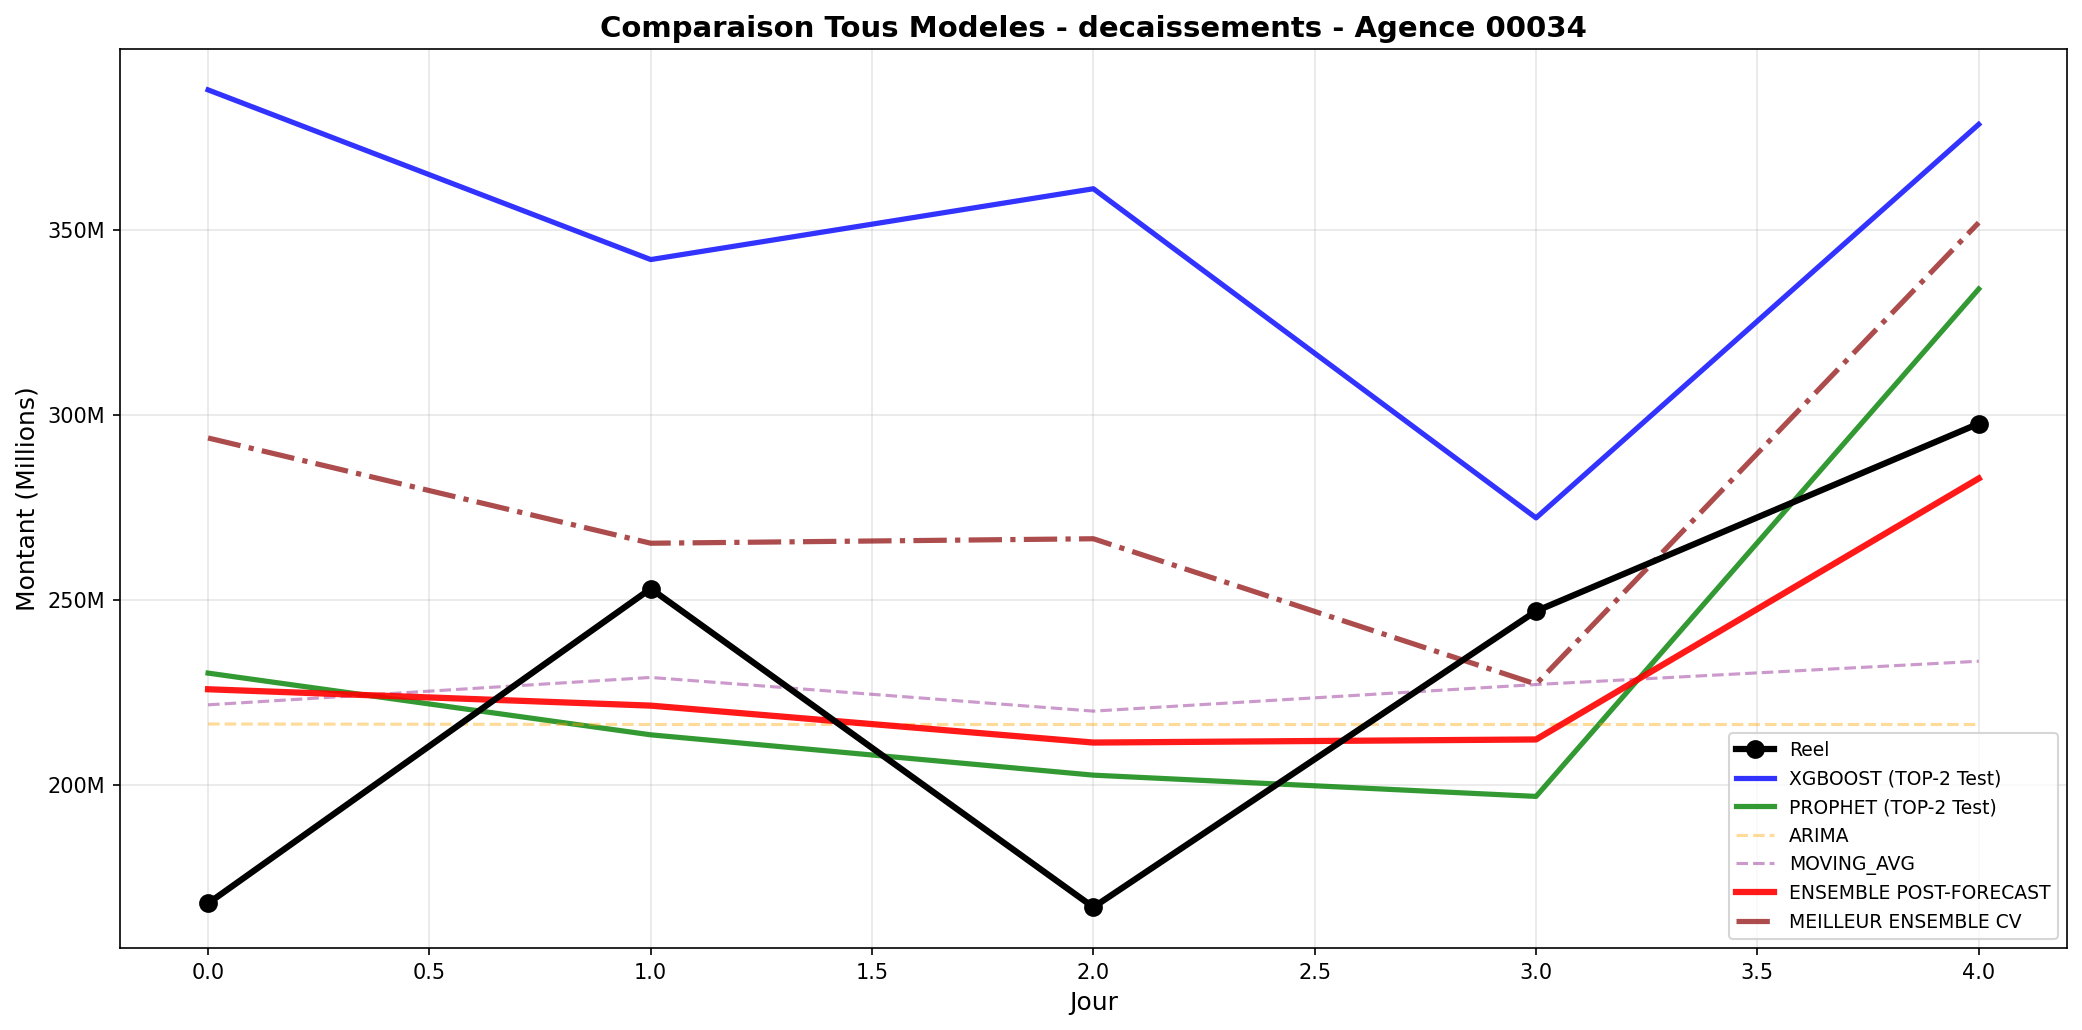 Comparaison Tous Modeles - decaissements - Agence 00034
Montant (Millions)
350M
300M
250M
200M
0.0 0.5 1.0 1.5 2.0 2.5 3.0 3.5 4.0
Jour
Reel
XGBOOST (TOP-2 Test)
PROPHET (TOP-2 Test)
ARIMA
MOVING_AVG
ENSEMBLE POST-FORECAST
MEILLEUR ENSEMBLE CV